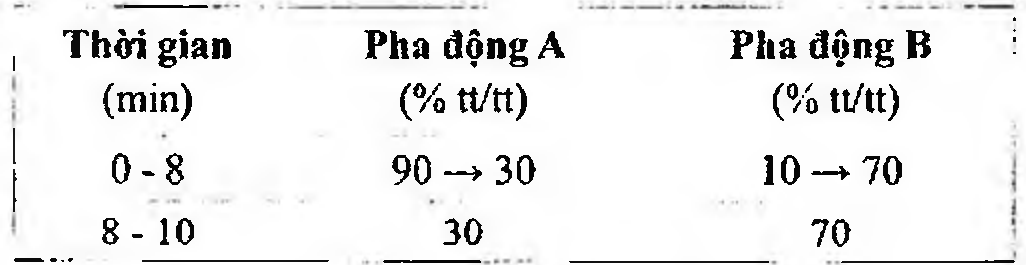 Thời gian Pha động A Pha động B
(min) (% tt/tt) (% tt/tt)
0 - 8 90 → 30 10 → 70
8 - 10 30 70